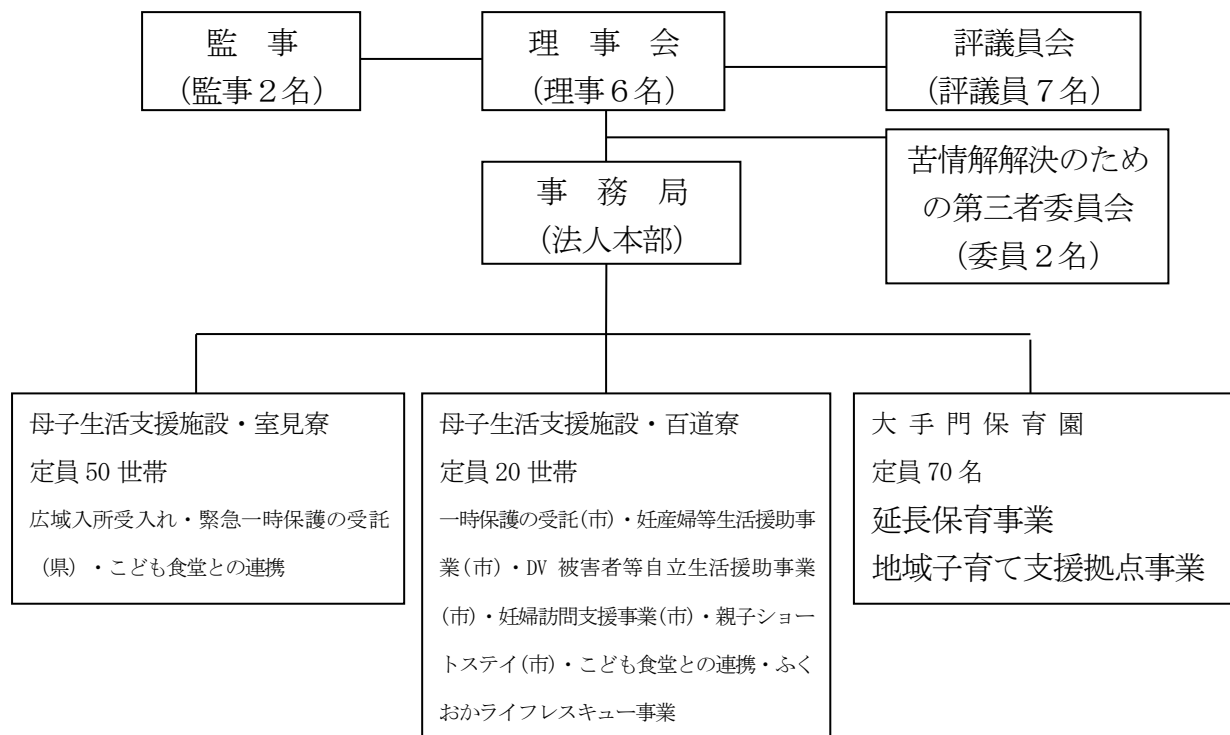 監　事
(監事２名)
理　事　会
(理事６名)
評議員会
(評議員７名)
苦情解解決のため
の第三者委員会
(委員２名)
事　務　局
(法人本部)
母子生活支援施設・室見寮
定員 50 世帯
広域入所受入れ・緊急一時保護の受託
(県）・こども食堂との連携
母子生活支援施設・百道寮
定員 20 世帯
一時保護の受託(市)・妊産婦等生活援助事
業(市)・DV 被害者等自立生活援助事業
(市)・妊婦訪問支援事業(市)・親子ショー
トステイ(市)・こども食堂との連携・ふく
おかライフレスキュー事業
大 手 門 保 育 園
定員 70 名
延長保育事業
地域子育て支援拠点事業